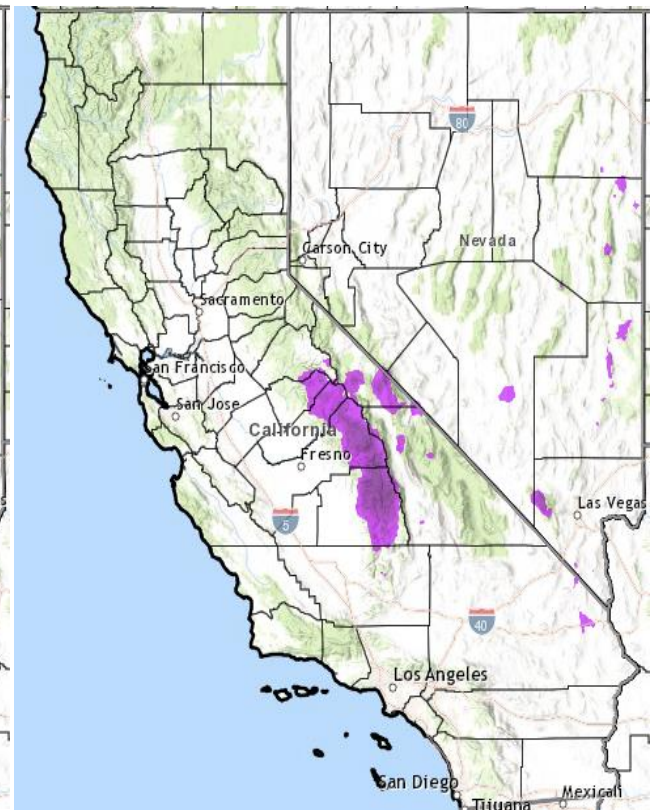 80
Carson City
Nevada
Sacramento
San Francisco
San Jose
California
Fresno
5
Las Vegas
40
Los Angeles
San Diego
Tijuana
Mexicali